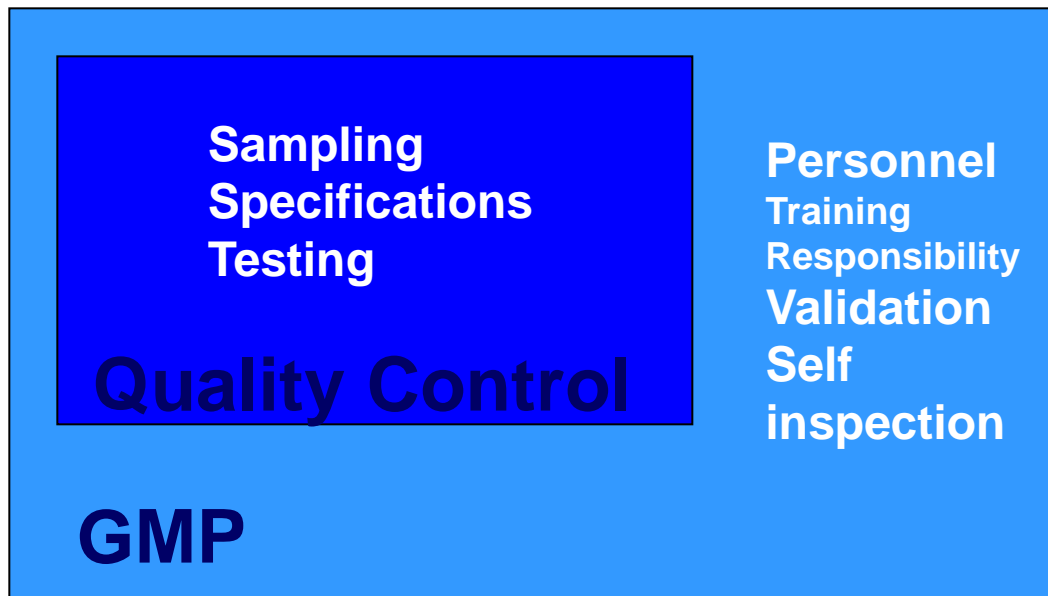 Sampling
Specifications
Testing
Quality Control
Personnel
Training
Responsibility
Validation
Self
inspection
GMP